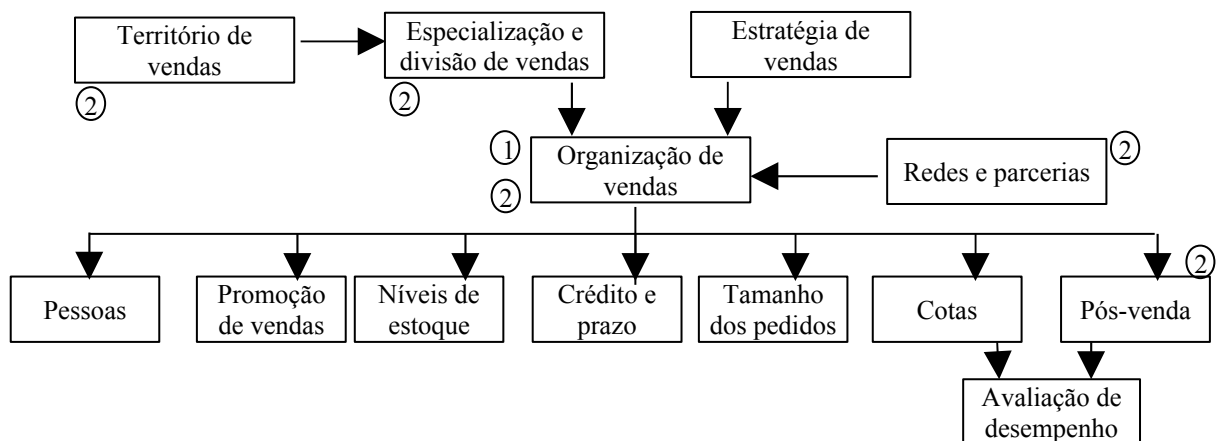 Território de
vendas
Especialização e
divisão de vendas
Estratégia de
vendas
2
2
1
Organização de
vendas
2
Redes e parcerias
2
Pessoas
Promoção
de vendas
Níveis de
estoque
Crédito e
prazo
Tamanho
dos pedidos
Cotas
Pós-venda
2
Avaliação de
desempenho